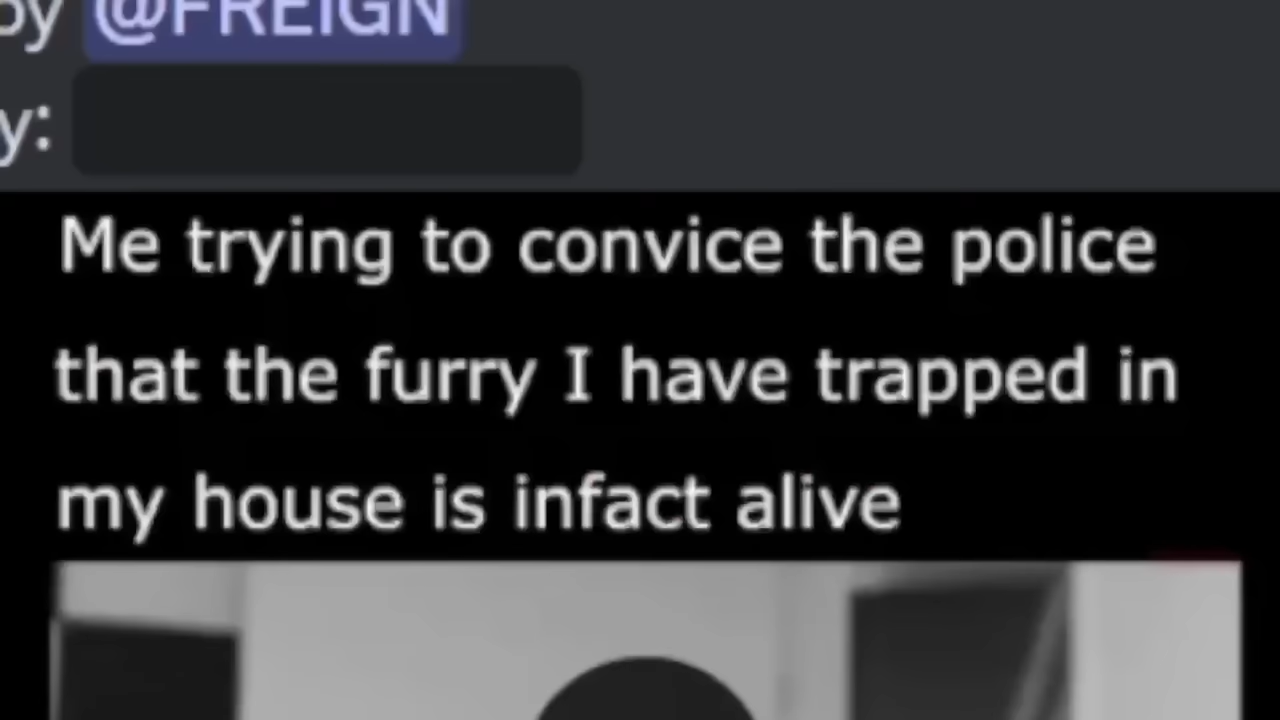 by @FREIGN
y:
Me trying to convice the police
that the furry I have trapped in
my house is infact alive